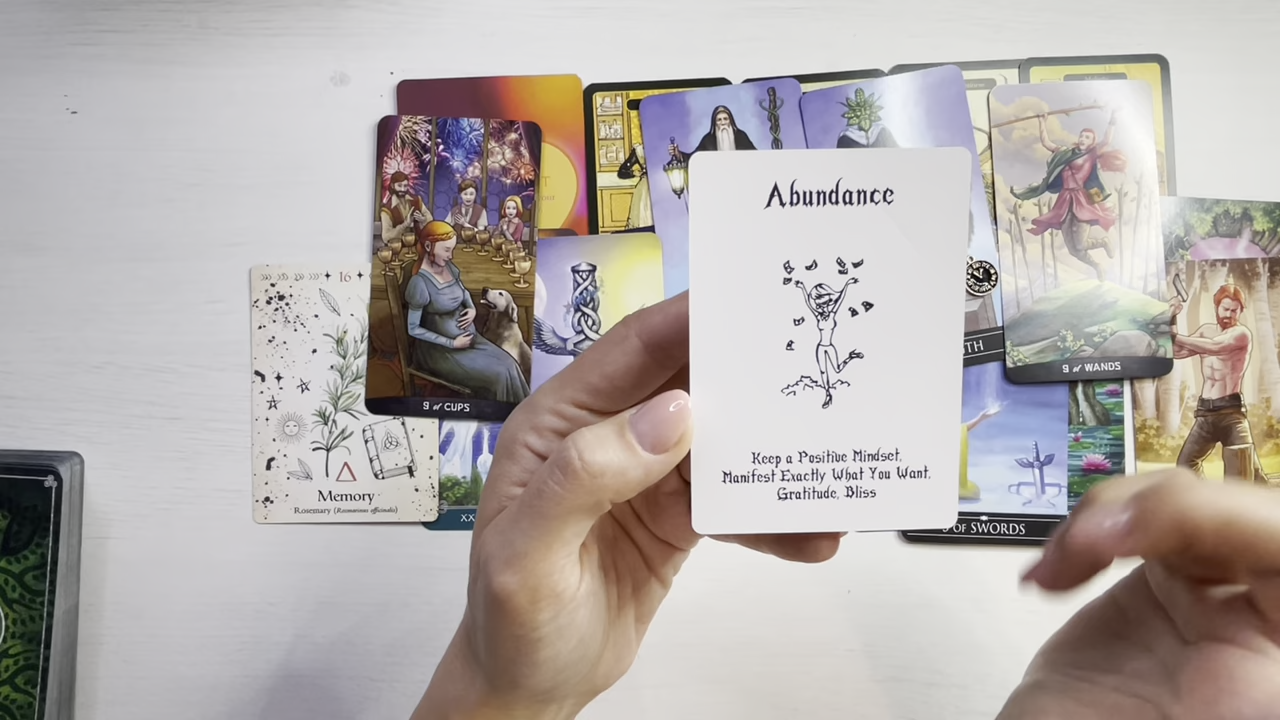 Abundance
Keep a Positive Mindset.
Manifest Exactly What You Want.
Gratitude, Bliss
9 of CUPS
16
Memory
Rosemary (Rosmarinus officinalis)
XX
TH
9 of WANDS
OF SWORDS